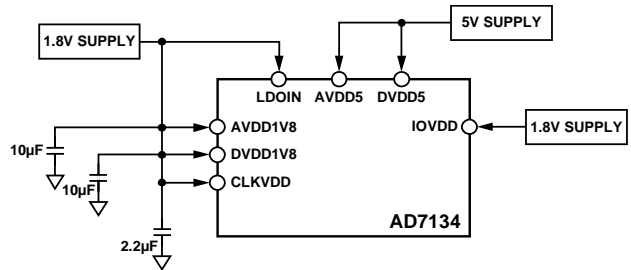 1.8V SUPPLY
5V SUPPLY
LDOIN AVDD5 DVDD5
AVDD1V8
IOVDD
1.8V SUPPLY
10µF
DVDD1V8
10µF
CLKVDD
AD7134
2.2µF